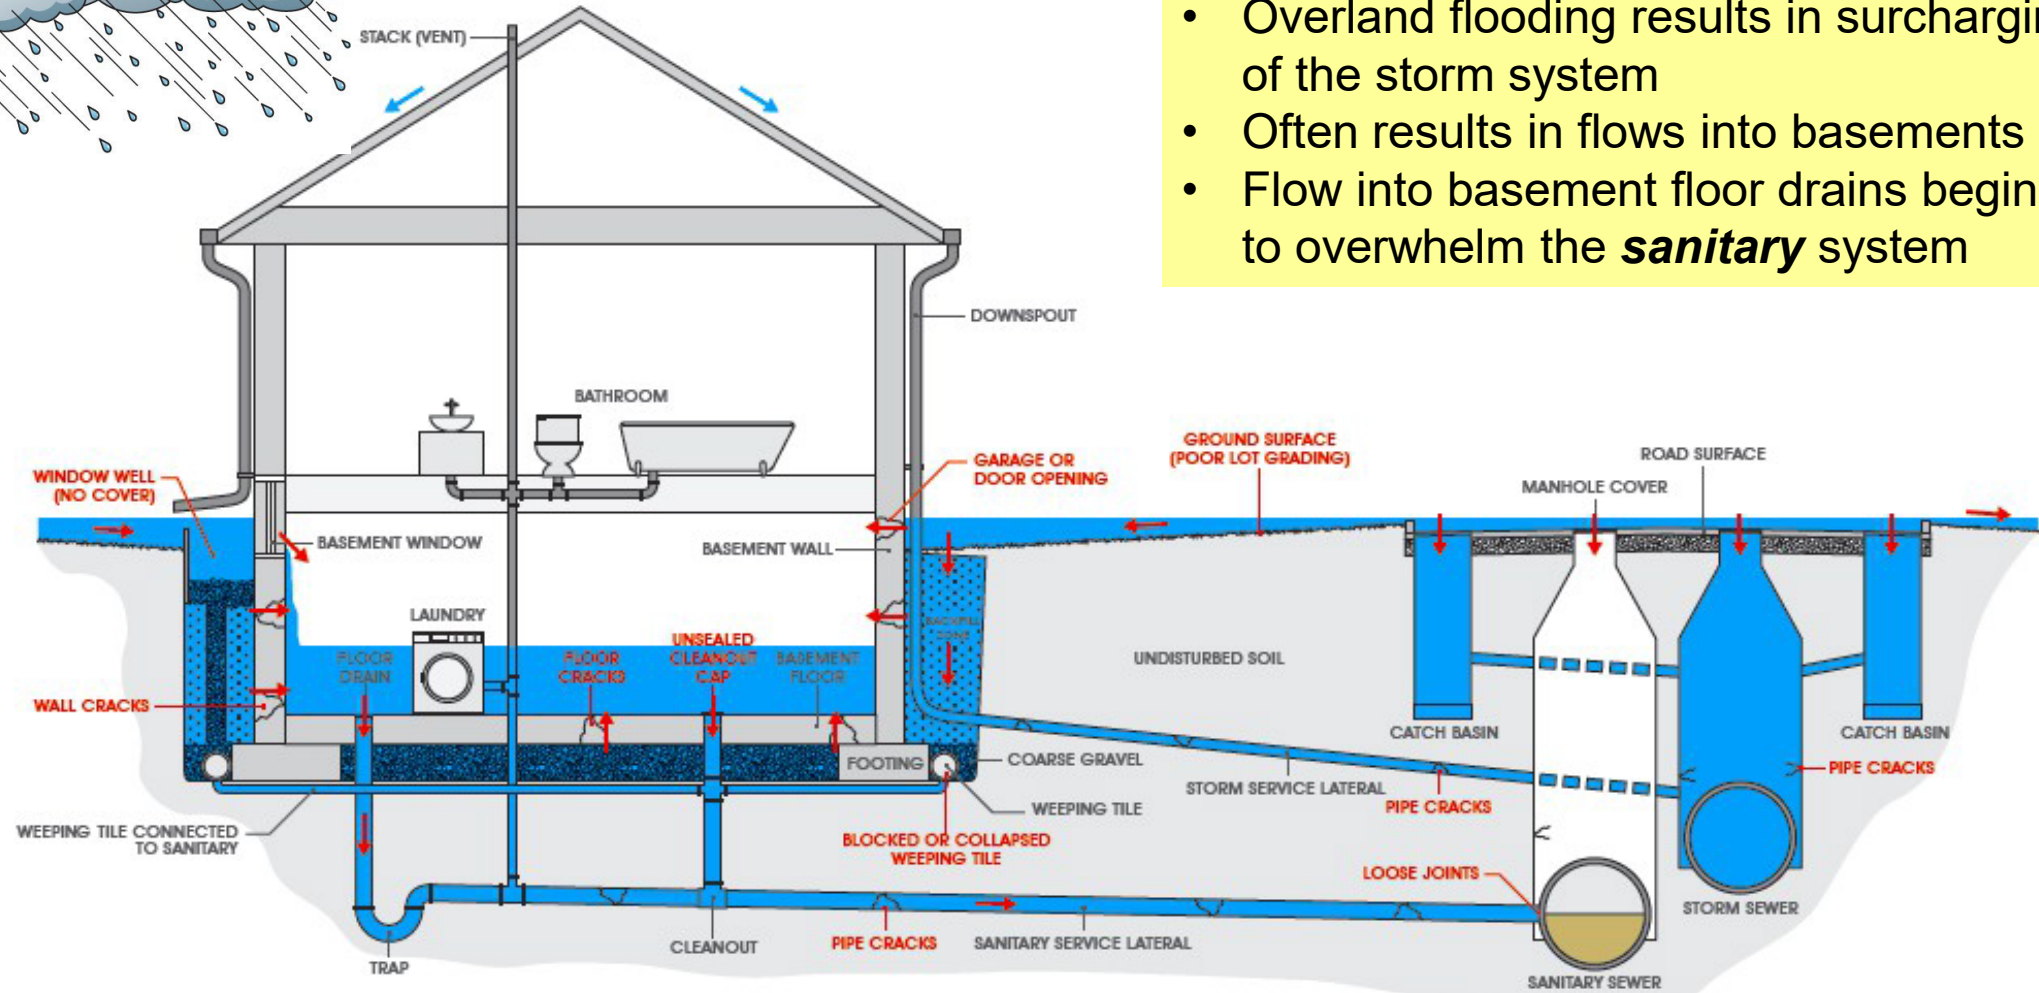 • Overland flooding results in surchargin
of the storm system
• Often results in flows into basements
• Flow into basement floor drains begin
to overwhelm the sanitary system
STACK (VENT)
DOWNSPOUT
BATHROOM
WINDOW WELL
(NO COVER)
GARAGE OR
DOOR OPENING
GROUND SURFACE
(POOR LOT GRADING)
ROAD SURFACE
MANHOLE COVER
BASEMENT WINDOW
BASEMENT WALL
LAUNDRY
BACKFILL
ZONE
UNSEALED
CLEANOUT
CAP
FLOOR
DRAIN
FLOOR
CRACKS
BASEMENT
FLOOR
UNDISTURBED SOIL
WALL CRACKS
CATCH BASIN
CATCH BASIN
FOOTING
COARSE GRAVEL
STORM SERVICE LATERAL
PIPE CRACKS
PIPE CRACKS
WEEPING TILE
WEEPING TILE CONNECTED
TO SANITARY
BLOCKED OR COLLAPSED
WEEPING TILE
LOOSE JOINTS
STORM SEWER
TRAP
CLEANOUT
PIPE CRACKS
SANITARY SERVICE LATERAL
SANITARY SEWER